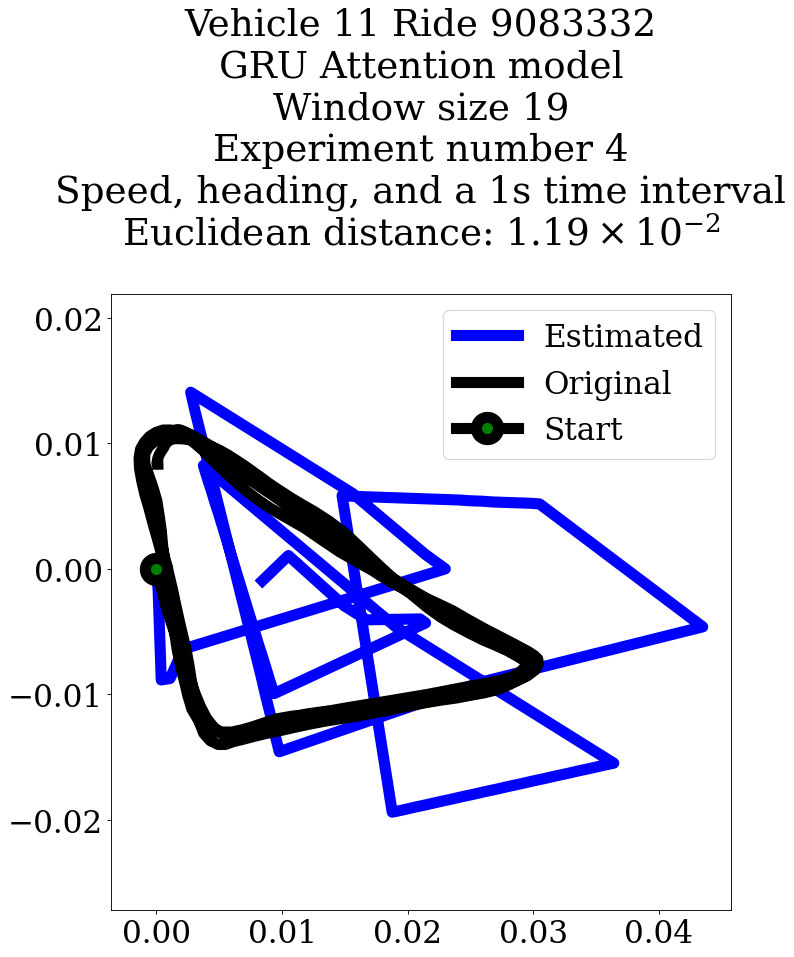 Vehicle 11 Ride 9083332
GRU Attention model
Window size 19
Experiment number 4
Speed, heading, and a 1s time interval
Euclidean distance: 1.19 × 10⁻²
Estimated
Original
Start
0.02
0.01
0.00
−0.01
−0.02
0.00 0.01 0.02 0.03 0.04